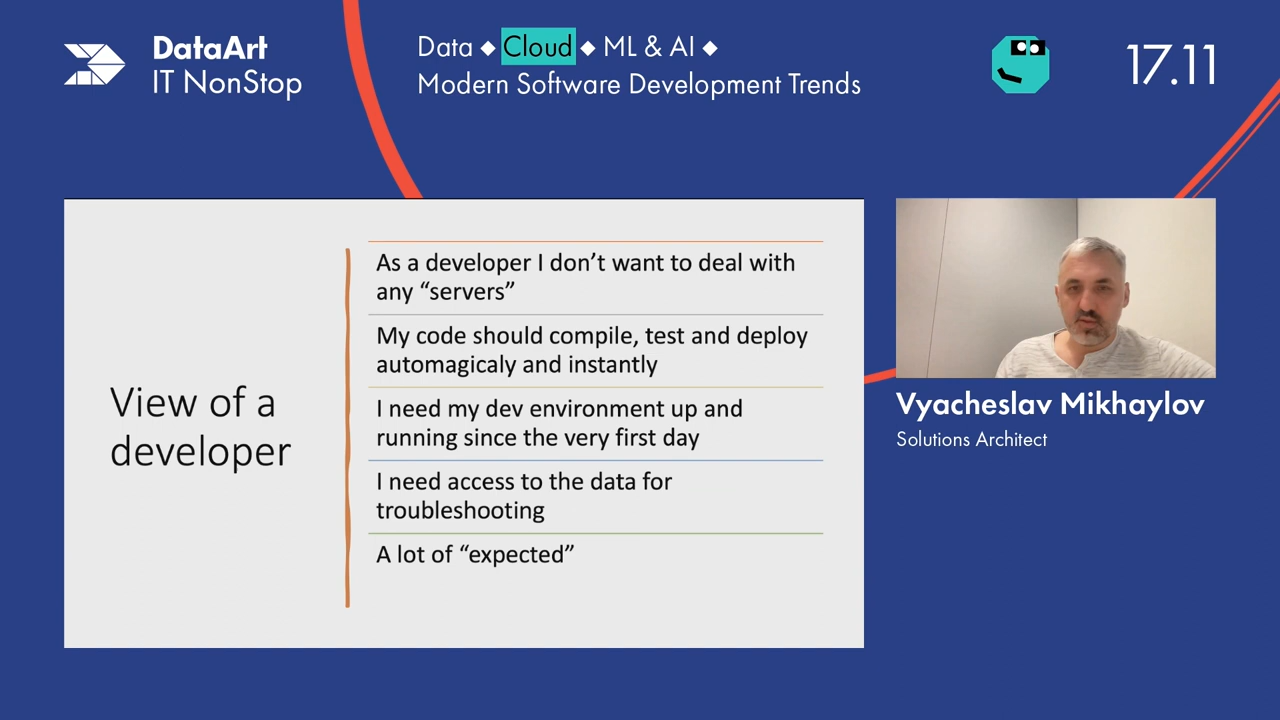 DataArt
IT NonStop
Data ◆ Cloud ◆ ML & AI ◆
Modern Software Development Trends
17.11
View of a
developer
As a developer I don’t want to deal with
any “servers”
My code should compile, test and deploy
automagicaly and instantly
I need my dev environment up and
running since the very first day
I need access to the data for
troubleshooting
A lot of “expected”
Vyacheslav Mikhaylov
Solutions Architect